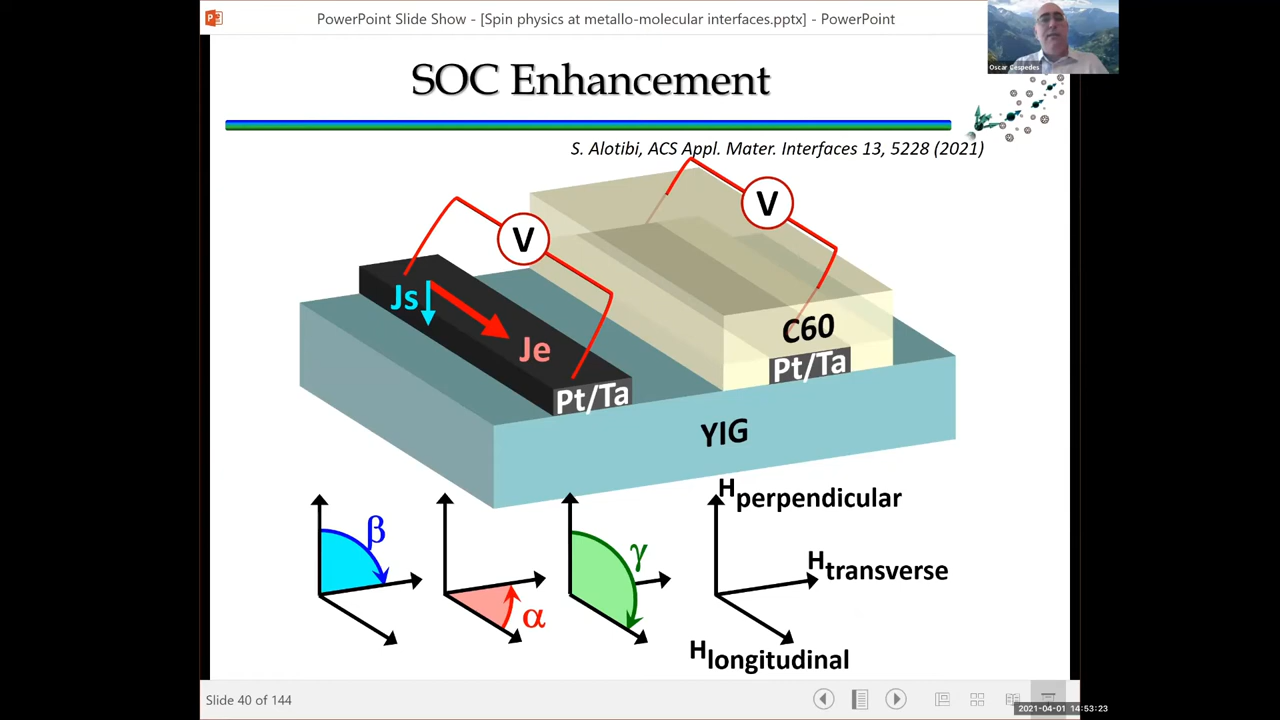 PowerPoint Slide Show - [Spin physics at metallo-molecular interfaces.pptx] - PowerPoint
Oscar Cespedes
SOC Enhancement
S. Alotibi, ACS Appl. Mater. Interfaces 13, 5228 (2021)
V
V
Js
Je
C60
Pt/Ta
Pt/Ta
YIG
β
α
γ
Hperpendicular
Htransverse
Hlongitudinal
Slide 40 of 144
2021-04-01 14:53:23